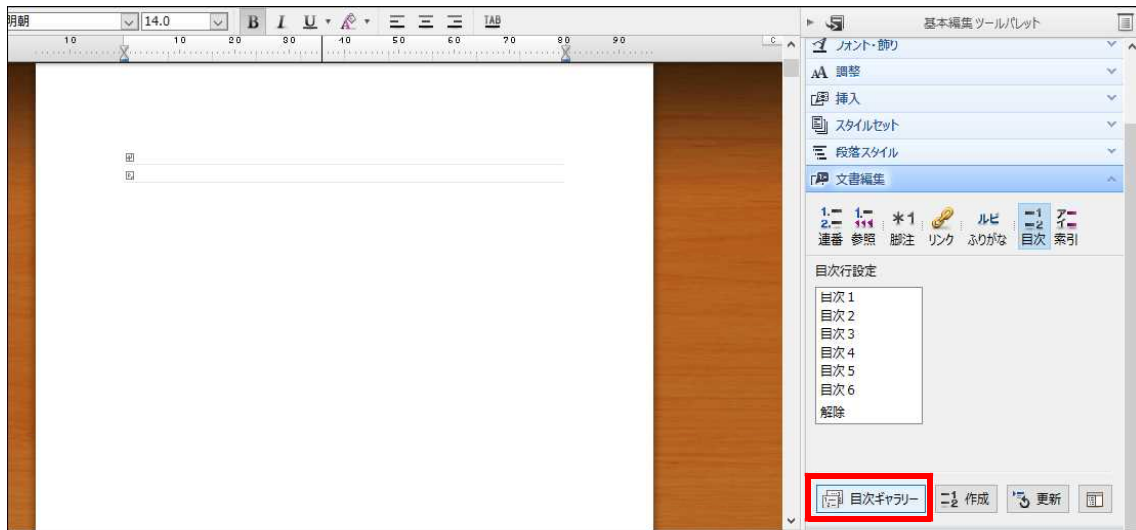 明朝 14.0 B I U TAB
10 10 20 30 40 50 60 70 80 90 C
基本編集 ツールパレット
フォント・飾り
調整
挿入
スタイルセット
段落スタイル
文書編集
連番 参照 脚注 リンク ふりがな 目次 索引
目次行設定
目次 1
目次 2
目次 3
目次 4
目次 5
目次 6
解除
目次ギャラリー 作成 更新